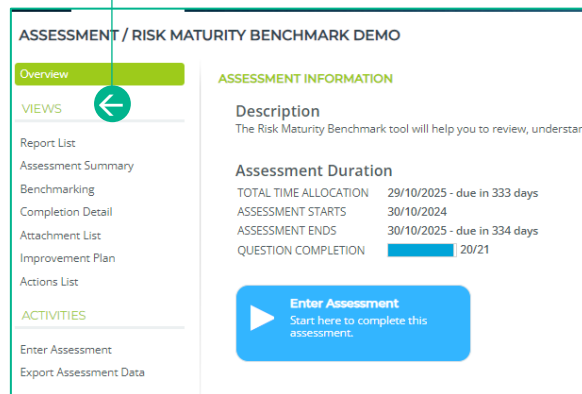 ASSESSMENT / RISK MATURITY BENCHMARK DEMO
Overview
VIEWS
Report List
Assessment Summary
Benchmarking
Completion Detail
Attachment List
Improvement Plan
Actions List
ACTIVITIES
Enter Assessment
Export Assessment Data
ASSESSMENT INFORMATION
Description
The Risk Maturity Benchmark tool will help you to review, understan
Assessment Duration
TOTAL TIME ALLOCATION 29/10/2025 - due in 333 days
ASSESSMENT STARTS 30/10/2024
ASSESSMENT ENDS 30/10/2025 - due in 334 days
QUESTION COMPLETION 20/21
Enter Assessment
Start here to complete this
assessment.